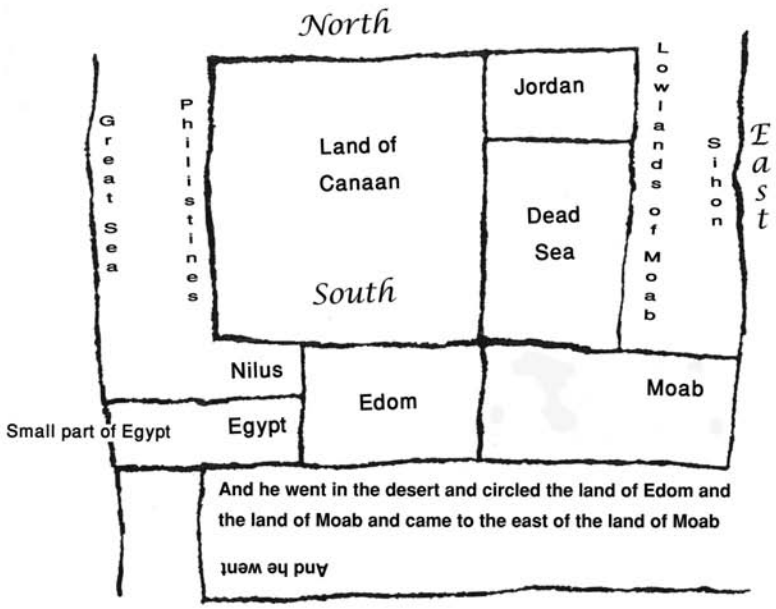 North
Great Sea
Philistines
Land of
Canaan
South
Jordan
Dead
Sea
Lowlands of Moab
Sihon
East
Nilus
Small part of Egypt
Egypt
Edom
Moab
And he went in the desert and circled the land of Edom and
the land of Moab and came to the east of the land of Moab
And he went